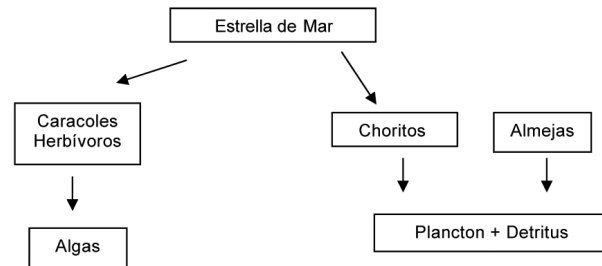 Estrella de Mar
Caracoles
Herbívoros
Choritos
Almejas
Algas
Plancton + Detritus